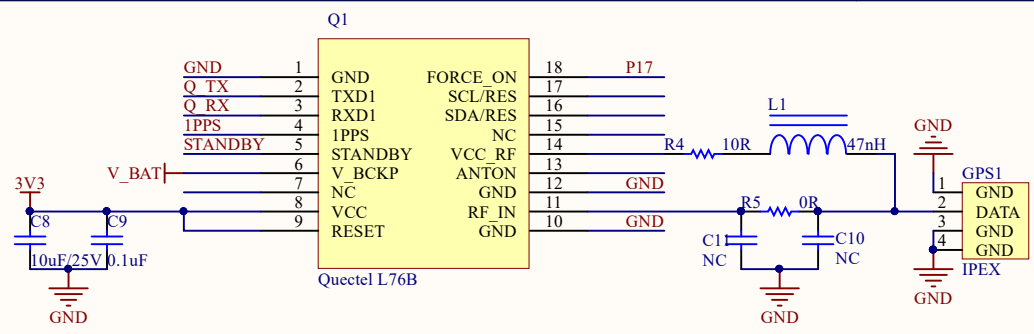 Q1
GND 1 GND FORCE_ON 18 P17
Q_TX 2 TXD1 SCL/RES 17
Q_RX 3 RXD1 SDA/RES 16
1PPS 4 1PPS NC 15
STANDBY 5 STANDBY VCC_RF 14 R4 10R L1 47nH
V_BAT 6 V_BCKP ANTON 13
7 NC GND 12 GND
3V3 8 VCC RF_IN 11 R5 0R
9 RESET GND 10 GND
Quectel L76B
C8 10uF/25V
C9 0.1uF
GND
C11 NC
C10 NC
GND
GND
GPS1
1 GND
2 DATA
3 GND
4 GND
IPEX
GND